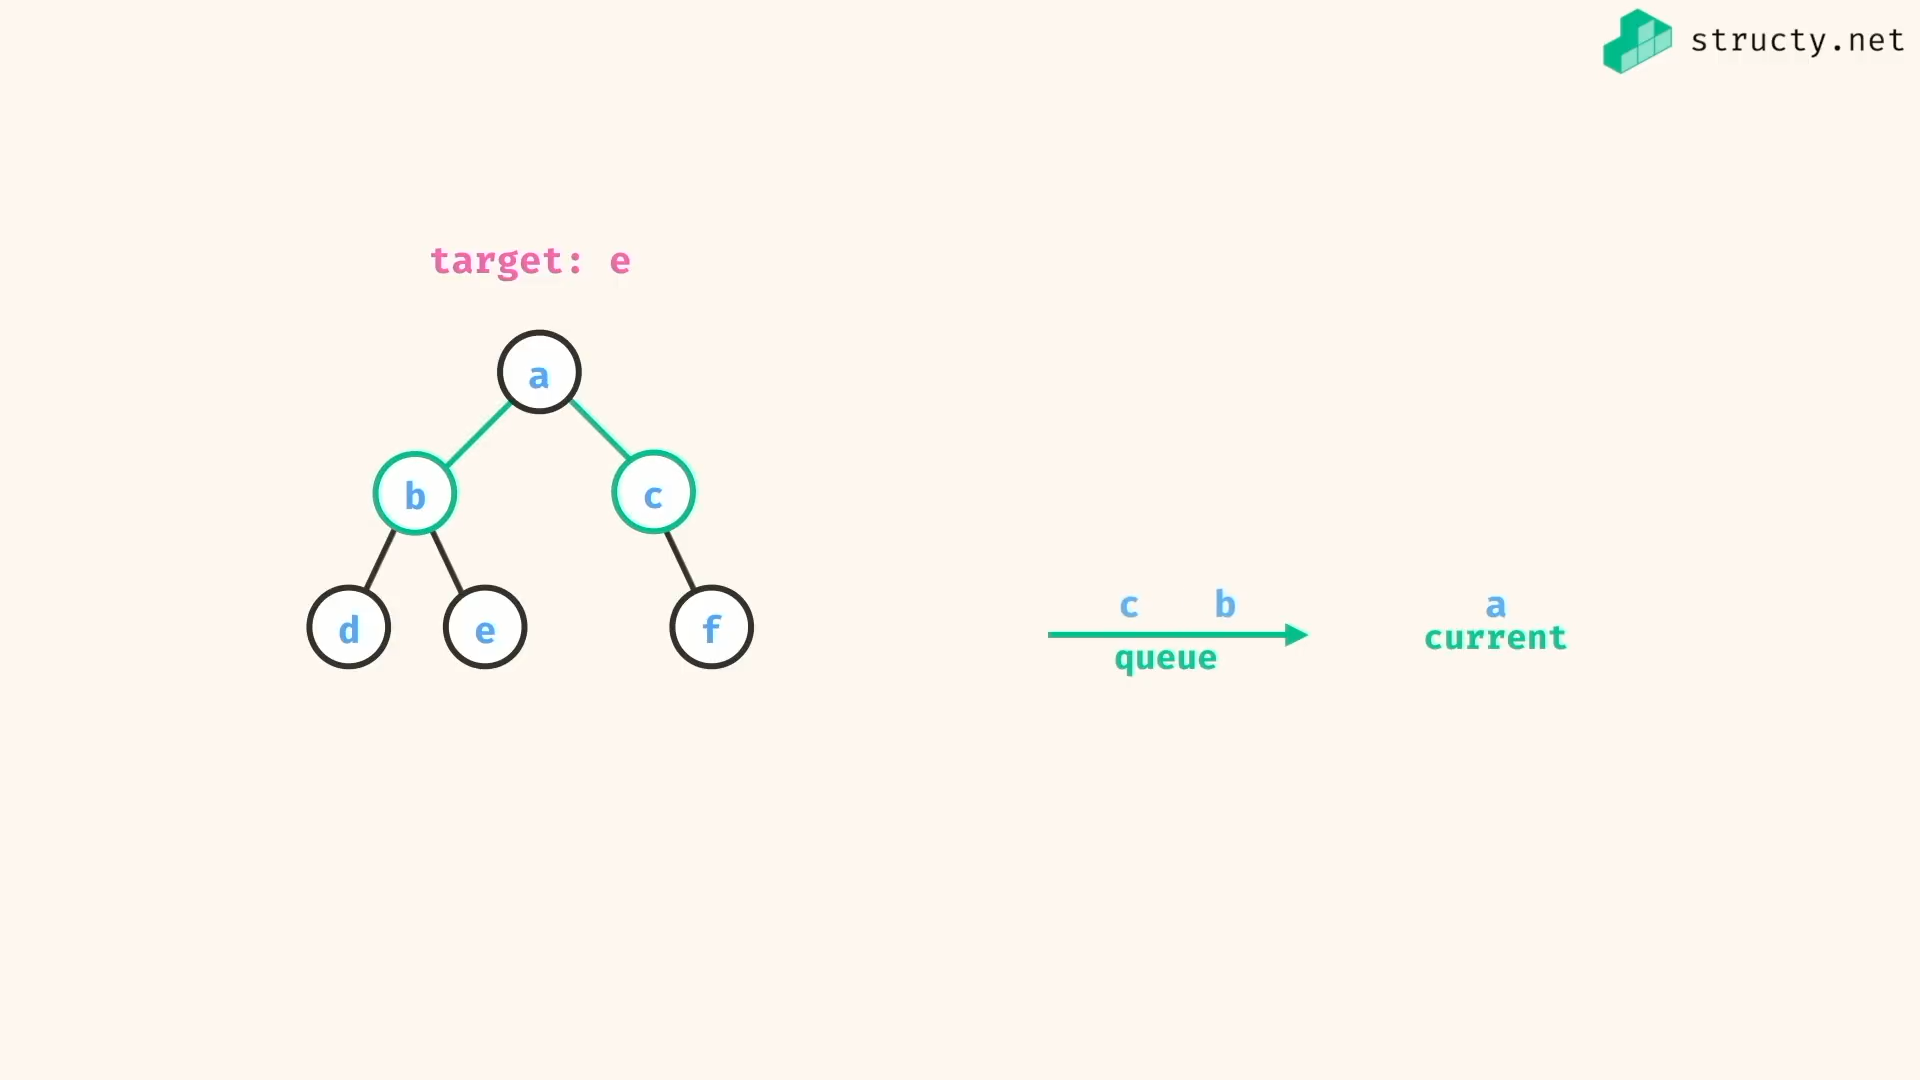 structy.net
target: e
a
b c
d e f
c b a
queue current